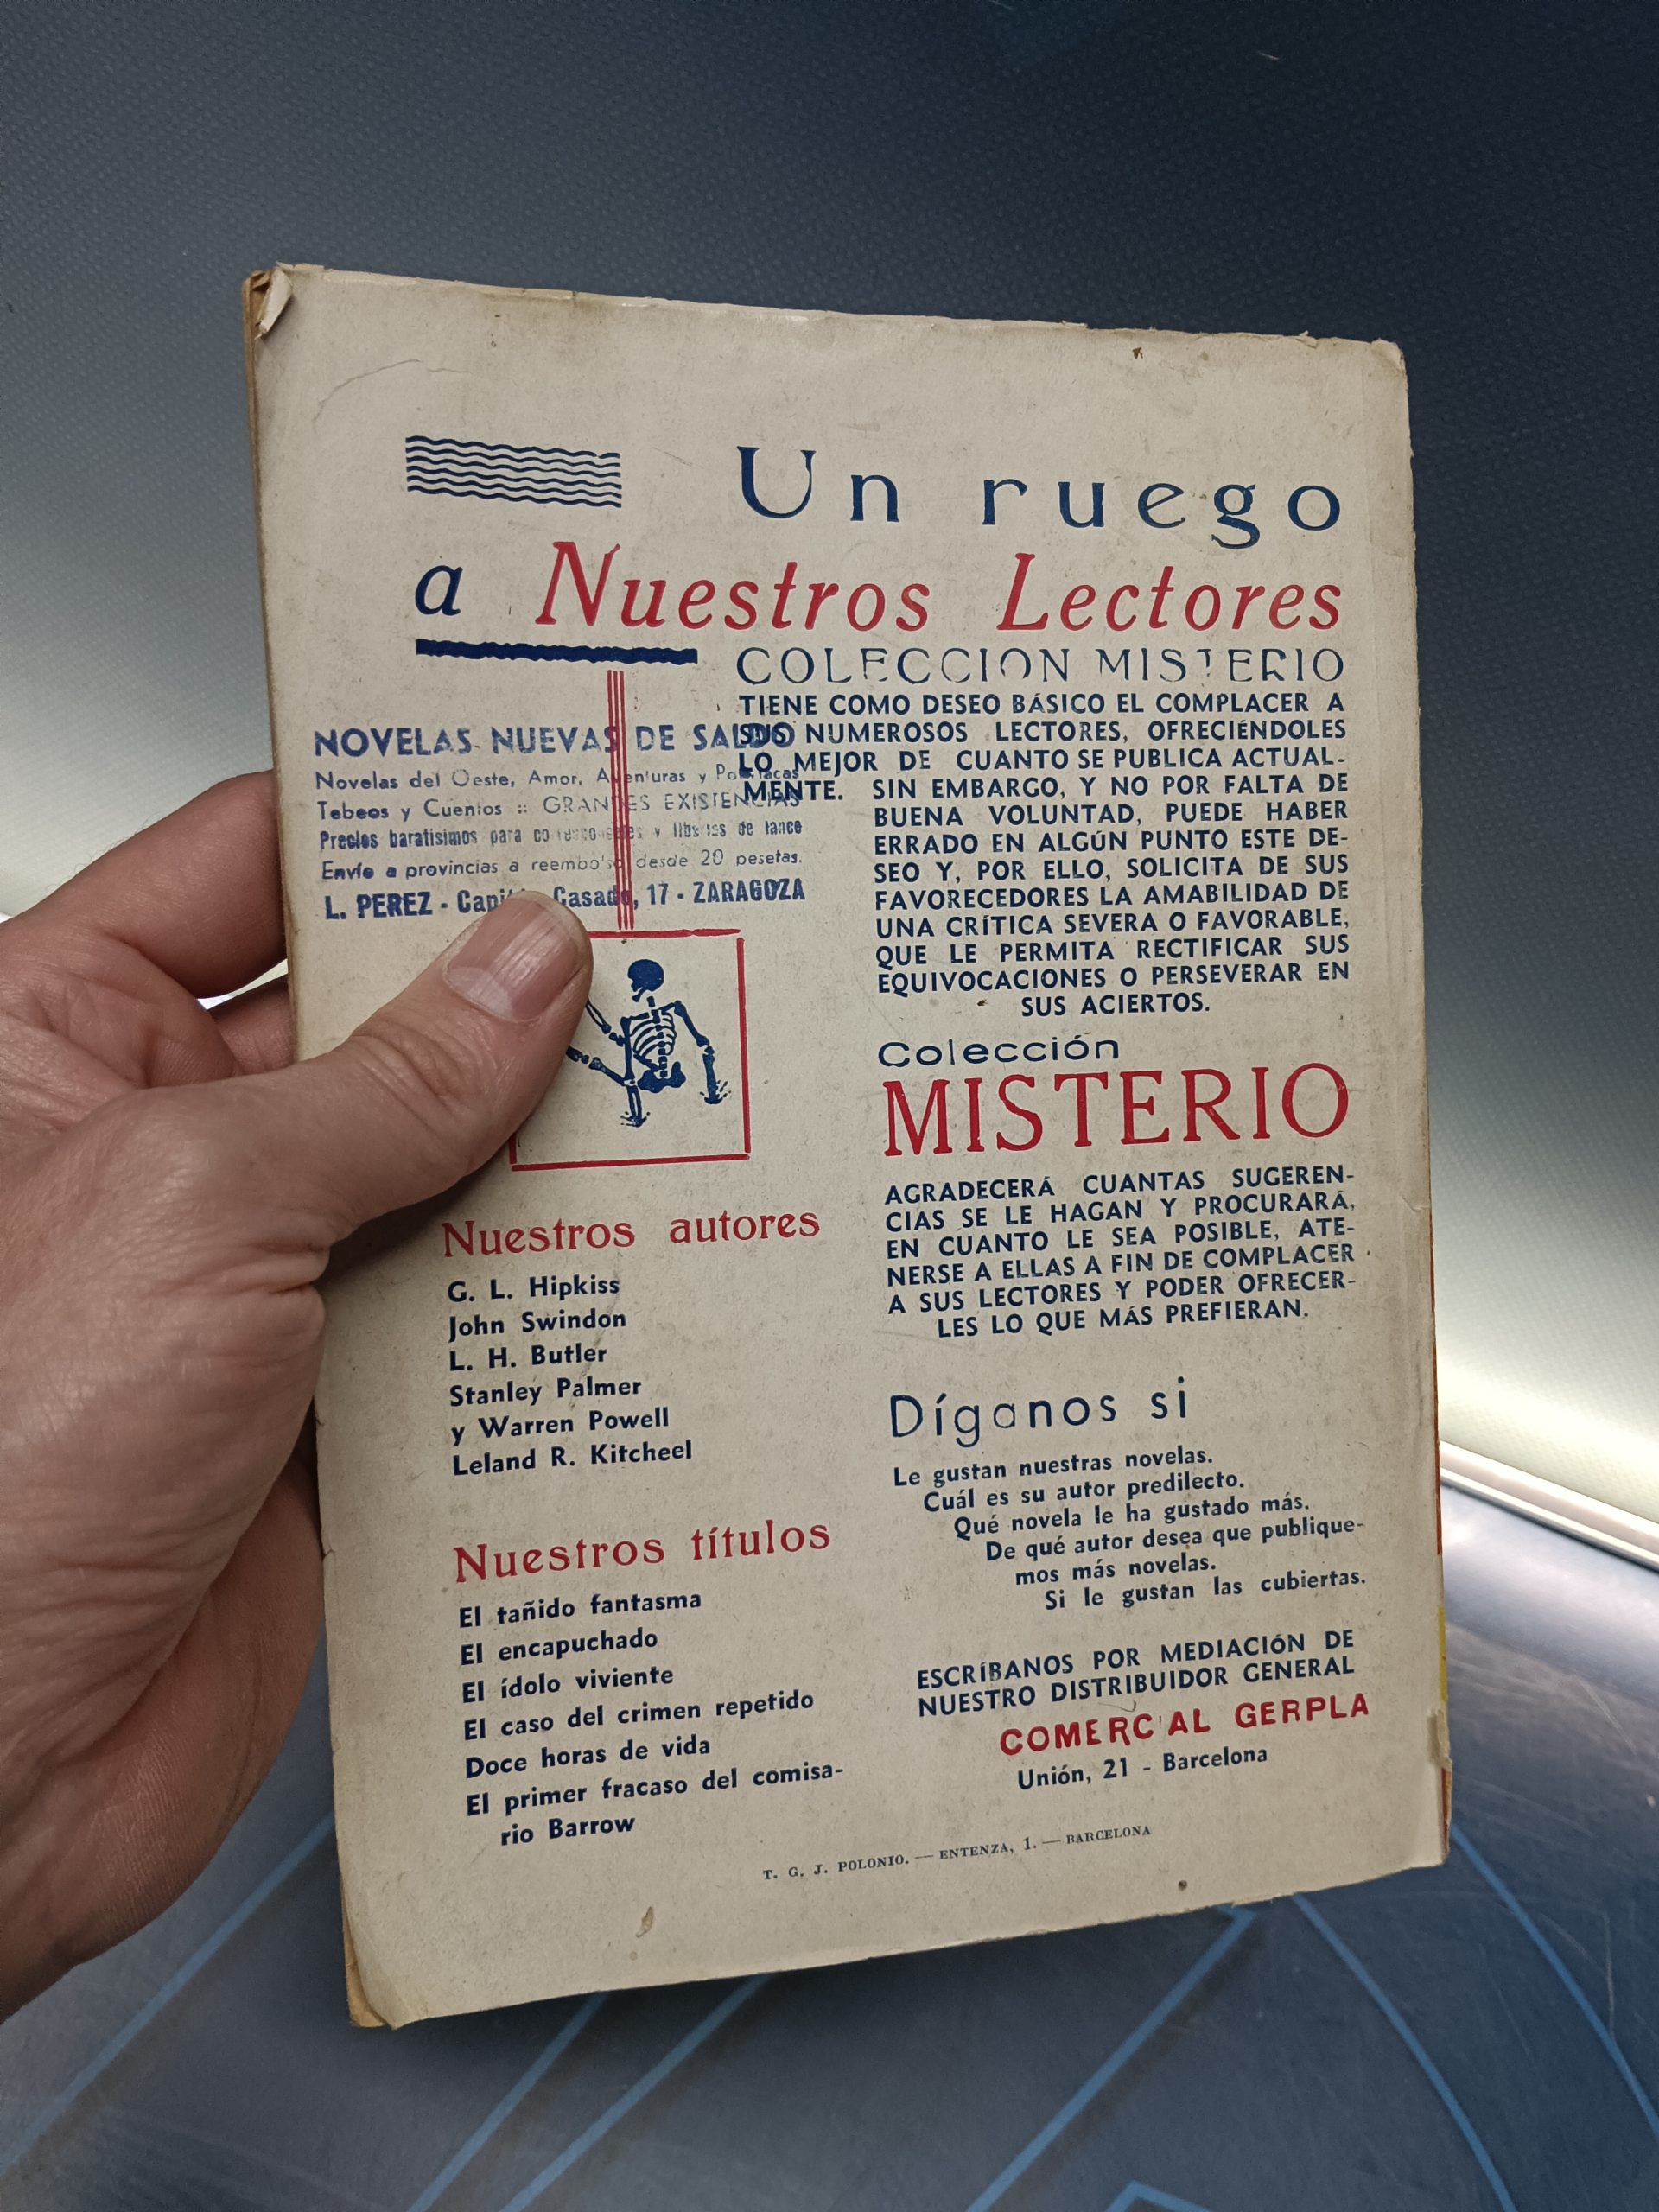 Un ruego
a Nuestros Lectores
COLECCION MISTERIO
TIENE COMO DESEO BÁSICO EL COMPLACER A
SUS NUMEROSOS LECTORES, OFRECIÉNDOLES
LO MEJOR DE CUANTO SE PUBLICA ACTUAL-
MENTE. SIN EMBARGO, Y NO POR FALTA DE
BUENA VOLUNTAD, PUEDE HABER
ERRADO EN ALGÚN PUNTO ESTE DE-
SEO Y, POR ELLO, SOLICITA DE SUS
FAVORECEDORES LA AMABILIDAD DE
UNA CRÍTICA SEVERA O FAVORABLE,
QUE LE PERMITA RECTIFICAR SUS
EQUIVOCACIONES O PERSEVERAR EN
SUS ACIERTOS.
NOVELAS NUEVAS DE SALDO
Novelas del Oeste, Amor, Aventuras y Policiacas
Tebeos y Cuentos :: GRANDES EXISTENCIAS
Precios baratisimos para y de lance
Envío a provincias a reembolso desde 20 pesetas.
L. PEREZ - Capitán Casado, 17 - ZARAGOZA
Colección
MISTERIO
AGRADECERÁ CUANTAS SUGEREN-
CIAS SE LE HAGAN Y PROCURARÁ,
EN CUANTO LE SEA POSIBLE, ATE-
NERSE A ELLAS A FIN DE COMPLACER
A SUS LECTORES Y PODER OFRECER-
LES LO QUE MÁS PREFIERAN.
Nuestros autores
G. L. Hipkiss
John Swindon
L. H. Butler
Stanley Palmer
y Warren Powell
Leland R. Kitcheel
Nuestros títulos
El tañido fantasma
El encapuchado
El ídolo viviente
El caso del crimen repetido
Doce horas de vida
El primer fracaso del comisa-
rio Barrow
Díganos si
Le gustan nuestras novelas.
Cuál es su autor predilecto.
Qué novela le ha gustado más.
De qué autor desea que publique-
mos más novelas.
Si le gustan las cubiertas.
ESCRÍBANOS POR MEDIACIÓN DE
NUESTRO DISTRIBUIDOR GENERAL
COMERCIAL GERPLA
Unión, 21 - Barcelona
T. G. J. POLONIO. — ENTENZA, 1. — BARCELONA